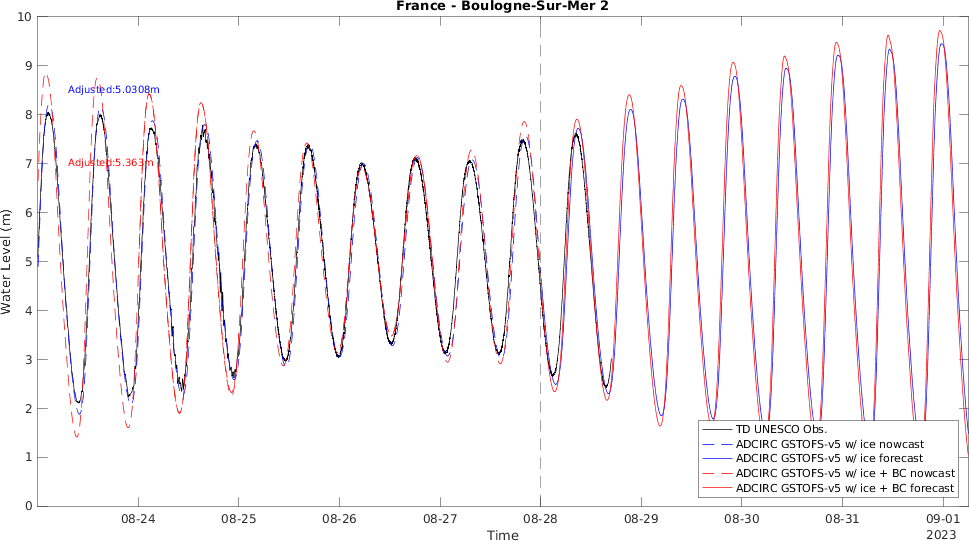 France - Boulogne-Sur-Mer 2
10
9
8
7
6
5
4
3
2
1
0
Water Level (m)
Adjusted:5.0308m
Adjusted:5.363m
TD UNESCO Obs.
ADCIRC GSTOFS-v5 w/ ice nowcast
ADCIRC GSTOFS-v5 w/ ice forecast
ADCIRC GSTOFS-v5 w/ ice + BC nowcast
ADCIRC GSTOFS-v5 w/ ice + BC forecast
08-24 08-25 08-26 08-27 08-28 08-29 08-30 08-31 09-01
2023
Time